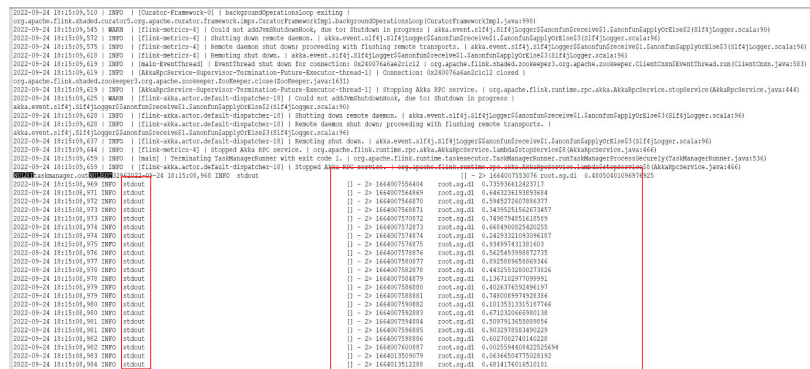 2022-09-24 18:15:09,510 | INFO  | [Curator-Framework-0] | backgroundOperationsLoop exiting |
org.apache.flink.shaded.curator5.org.apache.curator.framework.imps.CuratorFrameworkImpl.backgroundOperationsLoop(CuratorFrameworkImpl.java:998)
2022-09-24 18:15:09,545 | WARN  | [flink-metrics-4] | Could not addJvmShutdownHook, due to: Shutdown in progress | akka.event.slf4j.Slf4jLogger$$anonfun$receive$1.$anonfun$applyOrElse$2(Slf4jLogger.scala:90)
2022-09-24 18:15:09,572 | INFO  | [flink-metrics-4] | Shutting down remote daemon. | akka.event.slf4j.Slf4jLogger$$anonfun$receive$1.$anonfun$applyOrElse$3(Slf4jLogger.scala:96)
2022-09-24 18:15:09,575 | INFO  | [flink-metrics-4] | Remote daemon shut down; proceeding with flushing remote transports. | akka.event.slf4j.Slf4jLogger$$anonfun$receive$1.$anonfun$applyOrElse$3(Slf4jLogger.scala:96)
2022-09-24 18:15:09,610 | INFO  | [flink-metrics-4] | Remoting shut down. | akka.event.slf4j.Slf4jLogger$$anonfun$receive$1.$anonfun$applyOrElse$3(Slf4jLogger.scala:96)
2022-09-24 18:15:09,619 | INFO  | [main-EventThread] | EventThread shut down for connection: 0x240076a6ae2c1c12 | org.apache.flink.shaded.zookeeper3.org.apache.zookeeper.ClientCnxn$EventThread.run(ClientCnxn.java:583)
2022-09-24 18:15:09,619 | INFO  | [AkkaRpcService-Supervisor-Termination-Future-Executor-thread-1] | Connection: 0x240076a6ae2c1c12 closed |
org.apache.flink.shaded.zookeeper3.org.apache.zookeeper.ZooKeeper.close(ZooKeeper.java:1631)
2022-09-24 18:15:09,619 | INFO  | [AkkaRpcService-Supervisor-Termination-Future-Executor-thread-1] | Stopping Akka RPC service. | org.apache.flink.runtime.rpc.akka.AkkaRpcService.stopService(AkkaRpcService.java:444)
2022-09-24 18:15:09,625 | WARN  | [flink-akka.actor.default-dispatcher-18] | Could not addJvmShutdownHook, due to: Shutdown in progress |
akka.event.slf4j.Slf4jLogger$$anonfun$receive$1.$anonfun$applyOrElse$2(Slf4jLogger.scala:90)
2022-09-24 18:15:09,628 | INFO  | [flink-akka.actor.default-dispatcher-18] | Shutting down remote daemon. | akka.event.slf4j.Slf4jLogger$$anonfun$receive$1.$anonfun$applyOrElse$3(Slf4jLogger.scala:96)
2022-09-24 18:15:09,628 | INFO  | [flink-akka.actor.default-dispatcher-18] | Remote daemon shut down; proceeding with flushing remote transports. |
akka.event.slf4j.Slf4jLogger$$anonfun$receive$1.$anonfun$applyOrElse$3(Slf4jLogger.scala:96)
2022-09-24 18:15:09,637 | INFO  | [flink-akka.actor.default-dispatcher-17] | Remoting shut down. | akka.event.slf4j.Slf4jLogger$$anonfun$receive$1.$anonfun$applyOrElse$3(Slf4jLogger.scala:96)
2022-09-24 18:15:09,644 | INFO  | [flink-metrics-4] | Stopped Akka RPC service. | org.apache.flink.runtime.rpc.akka.AkkaRpcService.lambda$stopService$8(AkkaRpcService.java:466)
2022-09-24 18:15:09,659 | INFO  | [main] | Terminating TaskManagerRunner with exit code 1. | org.apache.flink.runtime.taskexecutor.TaskManagerRunner.runTaskManagerProcessSecurely(TaskManagerRunner.java:536)
2022-09-24 18:15:09,659 | INFO  | [flink-akka.actor.default-dispatcher-18] | Stopped Akka RPC service. | org.apache.flink.runtime.rpc.akka.AkkaRpcService.lambda$stopService$8(AkkaRpcService.java:466)
taskmanager.out 2022-09-24 18:15:08,968 INFO  stdout [] - 2> 1664007553076 root.sg.d1 0.48050401096976925
2022-09-24 18:15:08,969 INFO  stdout [] - 2> 1664007556404 root.sg.d1 0.735936612423717
2022-09-24 18:15:08,971 INFO  stdout [] - 2> 1664007564869 root.sg.d1 0.6463236193893684
2022-09-24 18:15:08,972 INFO  stdout [] - 2> 1664007566870 root.sg.d1 0.5945272607886377
2022-09-24 18:15:08,973 INFO  stdout [] - 2> 1664007568871 root.sg.d1 0.34395251562673457
2022-09-24 18:15:08,973 INFO  stdout [] - 2> 1664007570872 root.sg.d1 0.7498794851618589
2022-09-24 18:15:08,974 INFO  stdout [] - 2> 1664007572873 root.sg.d1 0.6604900825420255
2022-09-24 18:15:08,974 INFO  stdout [] - 2> 1664007574874 root.sg.d1 0.24293321093096187
2022-09-24 18:15:08,975 INFO  stdout [] - 2> 1664007576875 root.sg.d1 0.934997431381603
2022-09-24 18:15:08,976 INFO  stdout [] - 2> 1664007578876 root.sg.d1 0.5625493998872735
2022-09-24 18:15:08,977 INFO  stdout [] - 2> 1664007580877 root.sg.d1 0.8925889658869346
2022-09-24 18:15:08,977 INFO  stdout [] - 2> 1664007582878 root.sg.d1 0.44325532800273826
2022-09-24 18:15:08,978 INFO  stdout [] - 2> 1664007584879 root.sg.d1 0.1367102977099991
2022-09-24 18:15:08,979 INFO  stdout [] - 2> 1664007586880 root.sg.d1 0.4026376592496197
2022-09-24 18:15:08,979 INFO  stdout [] - 2> 1664007588881 root.sg.d1 0.7480089974928386
2022-09-24 18:15:08,980 INFO  stdout [] - 2> 1664007590882 root.sg.d1 0.10135313315187766
2022-09-24 18:15:08,980 INFO  stdout [] - 2> 1664007592883 root.sg.d1 0.6712320666980138
2022-09-24 18:15:08,981 INFO  stdout [] - 2> 1664007594884 root.sg.d1 0.5097913655889056
2022-09-24 18:15:08,981 INFO  stdout [] - 2> 1664007596885 root.sg.d1 0.9032978583490229
2022-09-24 18:15:08,982 INFO  stdout [] - 2> 1664007598886 root.sg.d1 0.6027002740140228
2022-09-24 18:15:08,982 INFO  stdout [] - 2> 1664007600887 root.sg.d1 0.0025594408422525694
2022-09-24 18:15:08,983 INFO  stdout [] - 2> 1664013509079 root.sg.d1 0.66366504775028192
2022-09-24 18:15:08,984 INFO  stdout [] - 2> 1664013512288 root.sg.d1 0.6814176016510101